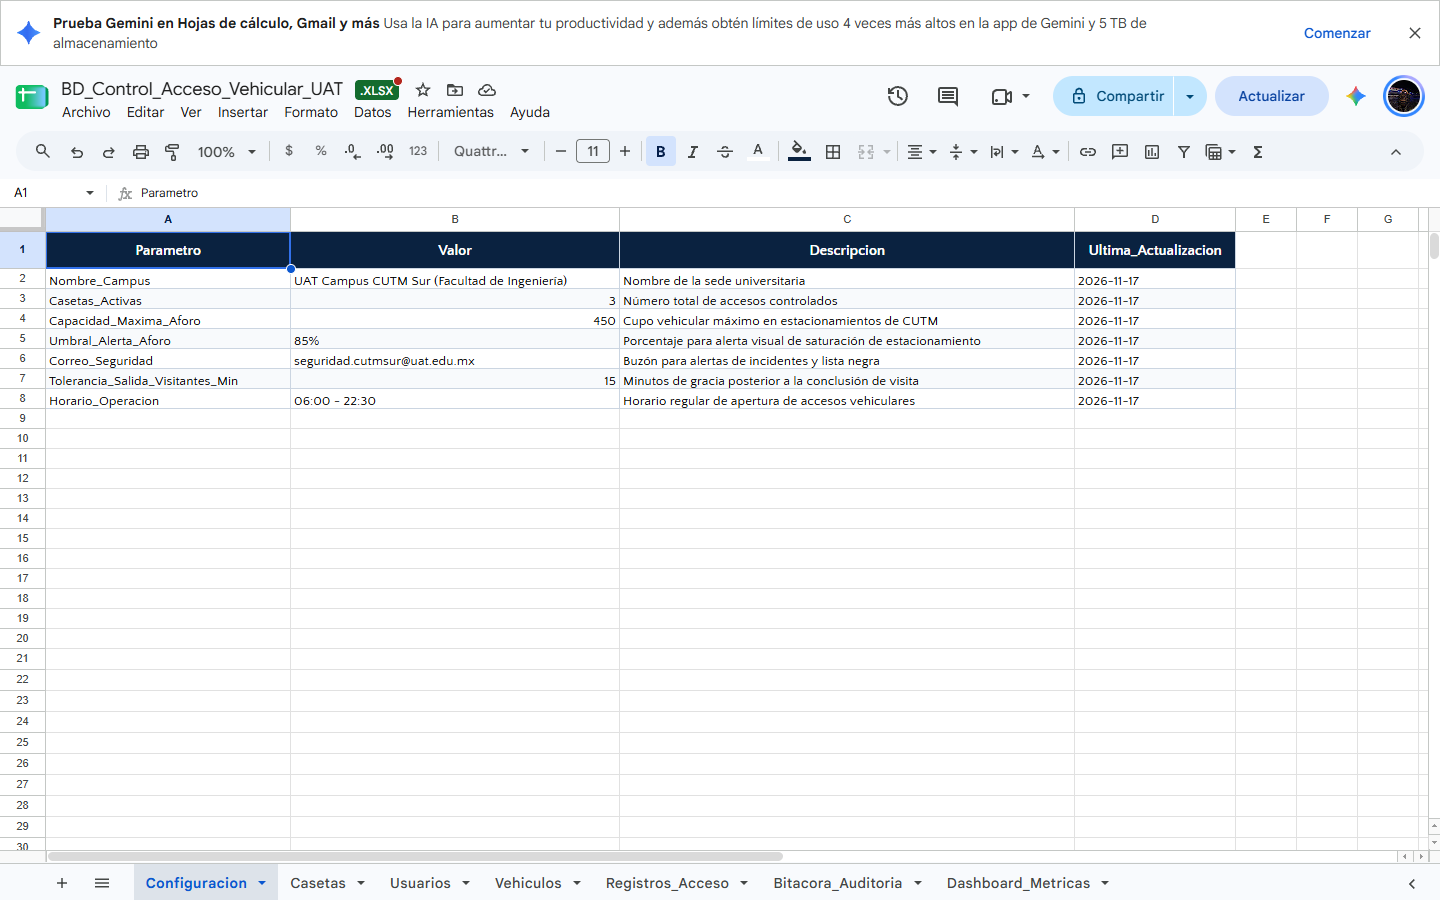 Prueba Gemini en Hojas de cálculo, Gmail y más Usa la IA para aumentar tu productividad y además obtén límites de uso 4 veces más altos en la app de Gemini y 5 TB de
almacenamiento
Comenzar
BD_Control_Acceso_Vehicular_UAT .XLSX
Archivo Editar Ver Insertar Formato Datos Herramientas Ayuda
Compartir
Actualizar
100% $ % .0 .00 123 Quattr... 11 B I A A Σ
A1 fx Parametro
A B C D E F G
1 Parametro Valor Descripcion Ultima_Actualizacion
2 Nombre_Campus UAT Campus CUTM Sur (Facultad de Ingeniería) Nombre de la sede universitaria 2026-11-17
3 Casetas_Activas 3 Número total de accesos controlados 2026-11-17
4 Capacidad_Maxima_Aforo 450 Cupo vehicular máximo en estacionamientos de CUTM 2026-11-17
5 Umbral_Alerta_Aforo 85% Porcentaje para alerta visual de saturación de estacionamiento 2026-11-17
6 Correo_Seguridad seguridad.cutmsur@uat.edu.mx Buzón para alertas de incidentes y lista negra 2026-11-17
7 Tolerancia_Salida_Visitantes_Min 15 Minutos de gracia posterior a la conclusión de visita 2026-11-17
8 Horario_Operacion 06:00 - 22:30 Horario regular de apertura de accesos vehiculares 2026-11-17
9
10
11
12
13
14
15
16
17
18
19
20
21
22
23
24
25
26
27
28
29
30
Configuracion Casetas Usuarios Vehiculos Registros_Acceso Bitacora_Auditoria Dashboard_Metricas